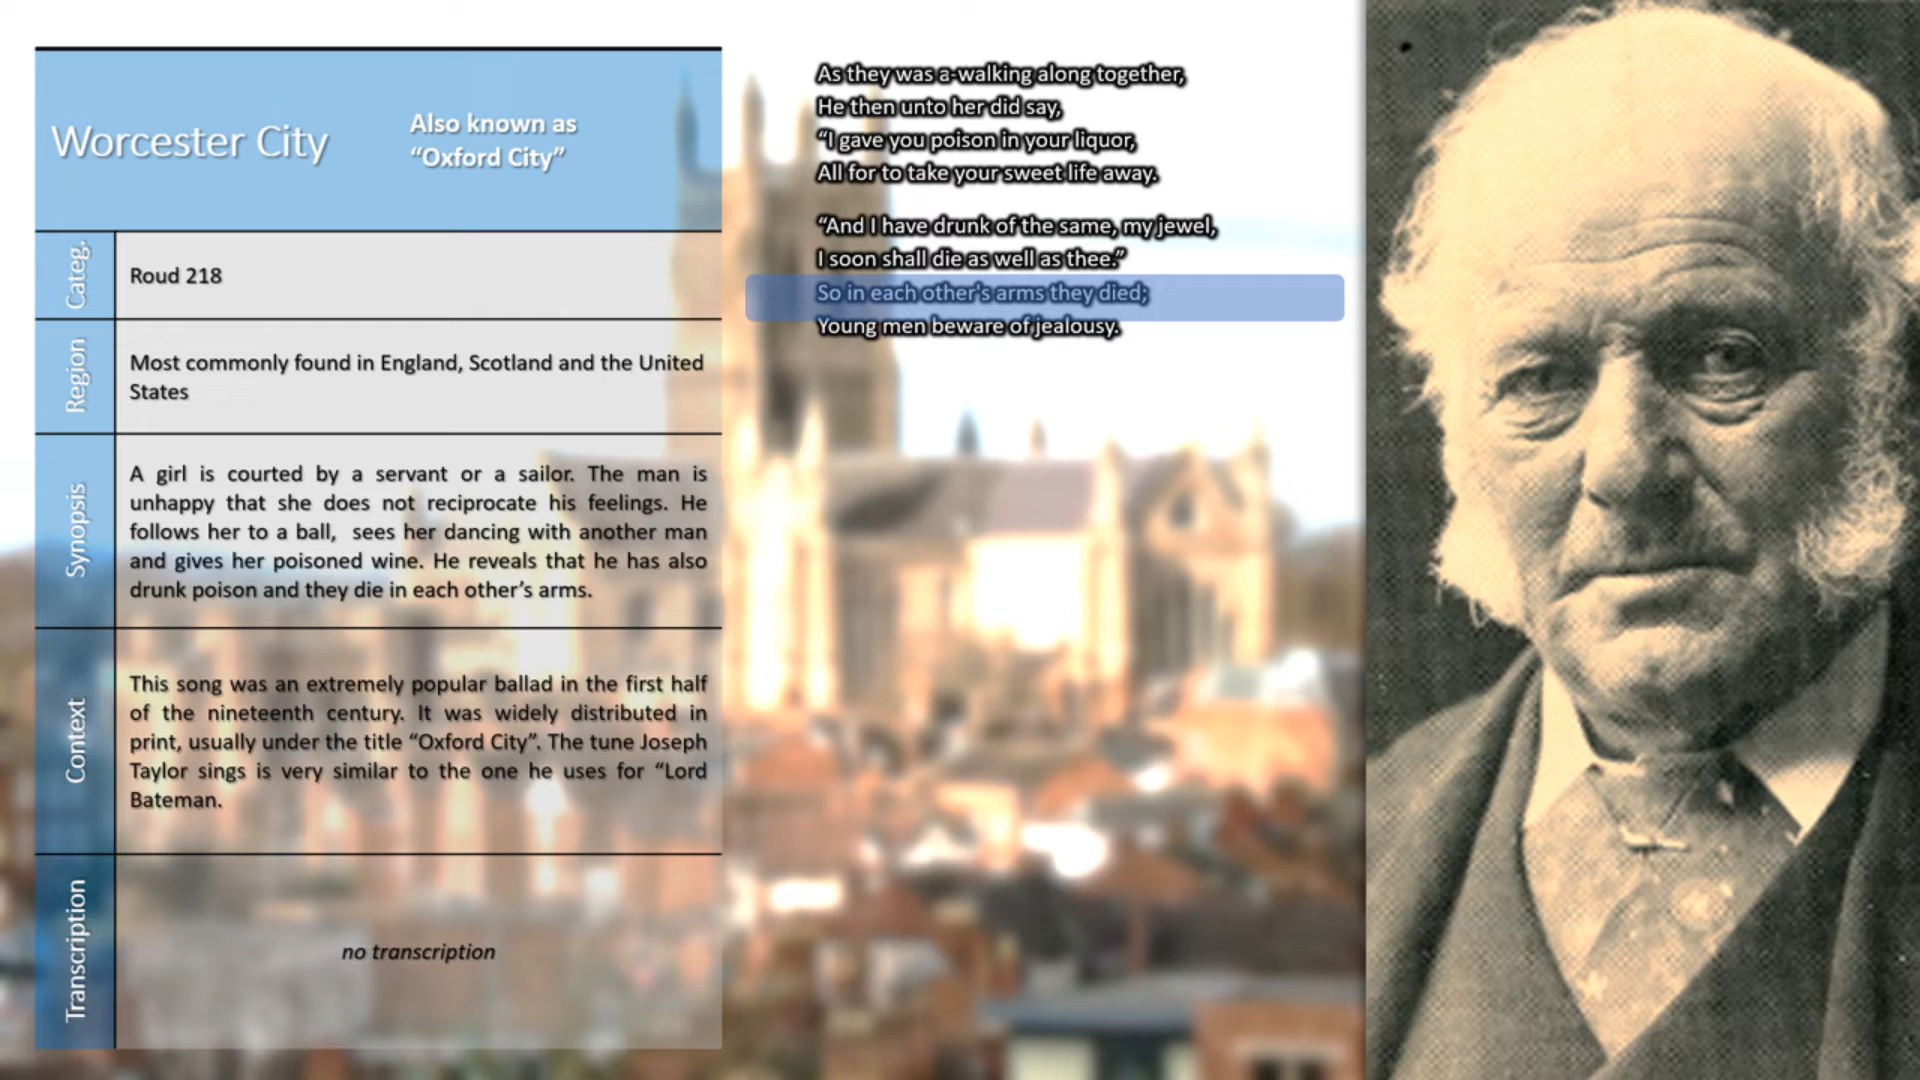 Worcester City
Also known as
“Oxford City”
Categ.
Roud 218
Region
Most commonly found in England, Scotland and the United
States
Synopsis
A girl is courted by a servant or a sailor. The man is
unhappy that she does not reciprocate his feelings. He
follows her to a ball, sees her dancing with another man
and gives her poisoned wine. He reveals that he has also
drunk poison and they die in each other’s arms.
Context
This song was an extremely popular ballad in the first half
of the nineteenth century. It was widely distributed in
print, usually under the title “Oxford City”. The tune Joseph
Taylor sings is very similar to the one he uses for “Lord
Bateman.
Transcription
no transcription
As they was a-walking along together,
He then unto her did say,
“I gave you poison in your liquor,
All for to take your sweet life away.
“And I have drunk of the same, my jewel,
I soon shall die as well as thee.”
So in each other’s arms they died;
Young men beware of jealousy.